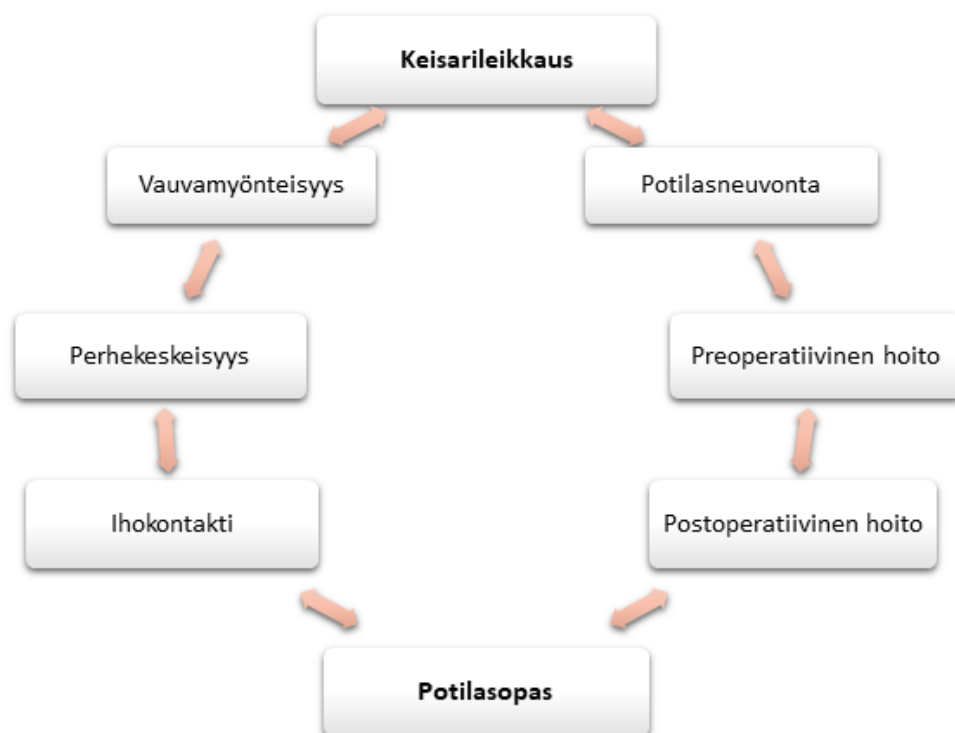 Keisarileikkaus
Vauvamyönteisyys
Potilasneuvonta
Perhekeskeisyys
Preoperatiivinen hoito
Ihokontakti
Postoperatiivinen hoito
Potilasopas